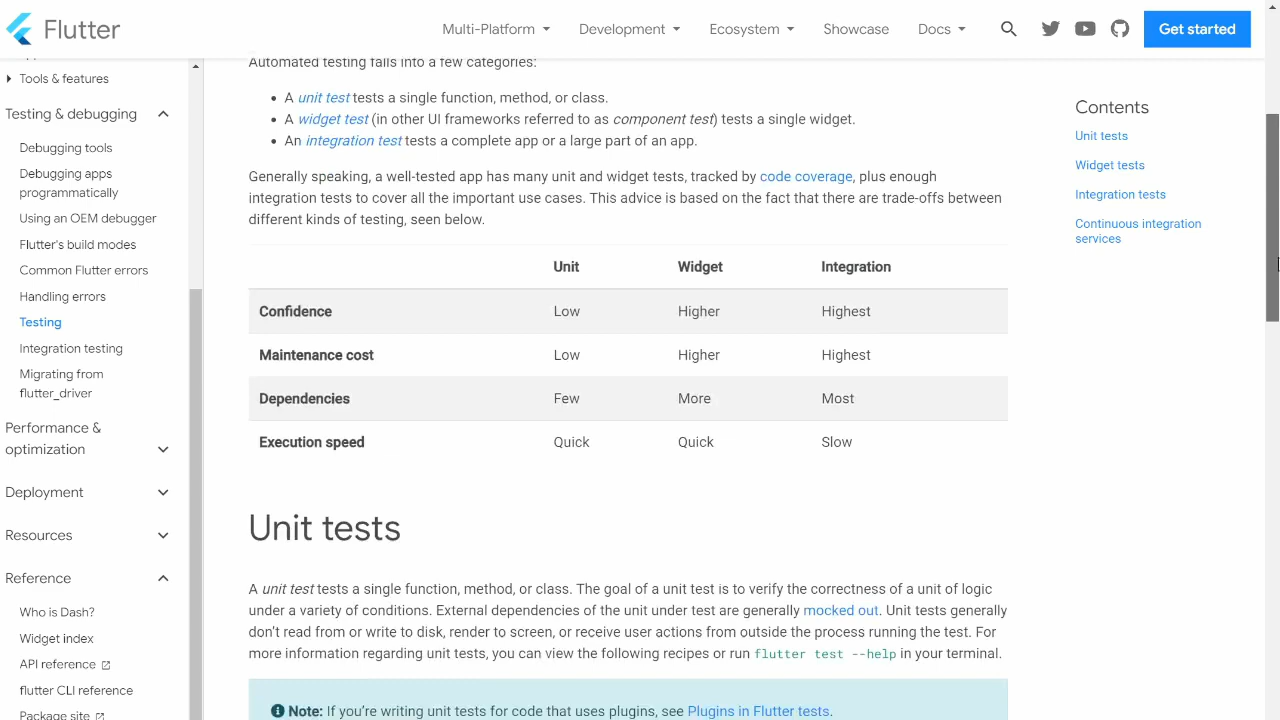 Flutter
Multi-Platform
Development
Ecosystem
Showcase
Docs
Get started
Tools & features
Testing & debugging
Debugging tools
Debugging apps
programmatically
Using an OEM debugger
Flutter's build modes
Common Flutter errors
Handling errors
Testing
Integration testing
Migrating from
flutter_driver
Performance &
optimization
Deployment
Resources
Reference
Who is Dash?
Widget index
API reference
flutter CLI reference
Package site
Automated testing falls into a few categories:
• A unit test tests a single function, method, or class.
• A widget test (in other UI frameworks referred to as component test) tests a single widget.
• An integration test tests a complete app or a large part of an app.
Generally speaking, a well-tested app has many unit and widget tests, tracked by code coverage, plus enough
integration tests to cover all the important use cases. This advice is based on the fact that there are trade-offs between
different kinds of testing, seen below.
Unit Widget Integration
Confidence Low Higher Highest
Maintenance cost Low Higher Highest
Dependencies Few More Most
Execution speed Quick Quick Slow
Unit tests
A unit test tests a single function, method, or class. The goal of a unit test is to verify the correctness of a unit of logic
under a variety of conditions. External dependencies of the unit under test are generally mocked out. Unit tests generally
don't read from or write to disk, render to screen, or receive user actions from outside the process running the test. For
more information regarding unit tests, you can view the following recipes or run flutter test --help in your terminal.
Note: If you're writing unit tests for code that uses plugins, see Plugins in Flutter tests.
Contents
Unit tests
Widget tests
Integration tests
Continuous integration
services